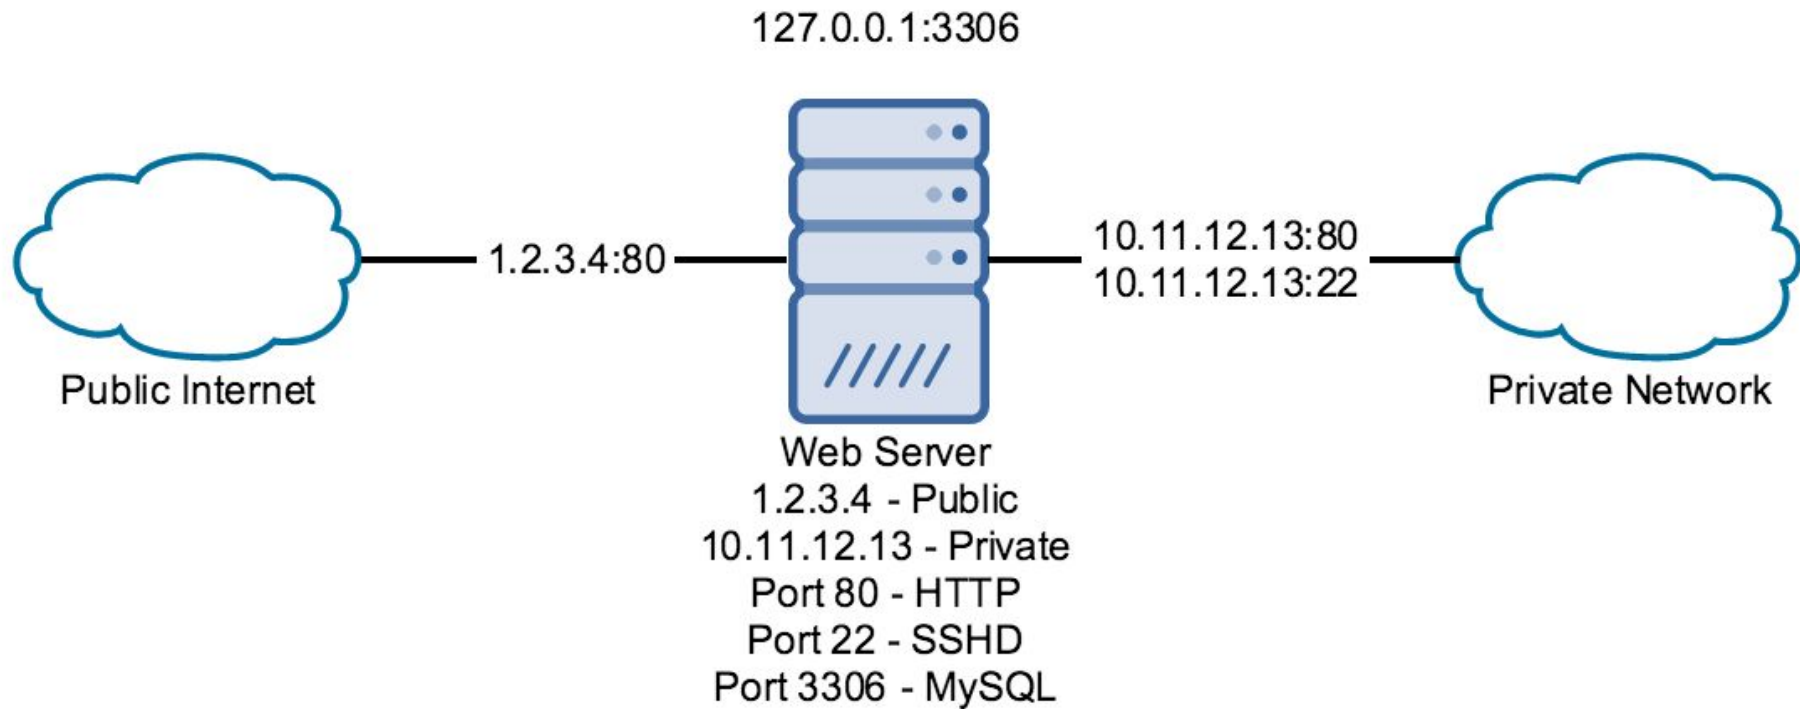 127.0.0.1:3306
1.2.3.4:80
10.11.12.13:80
10.11.12.13:22
Public Internet
Private Network
Web Server
1.2.3.4 - Public
10.11.12.13 - Private
Port 80 - HTTP
Port 22 - SSHD
Port 3306 - MySQL